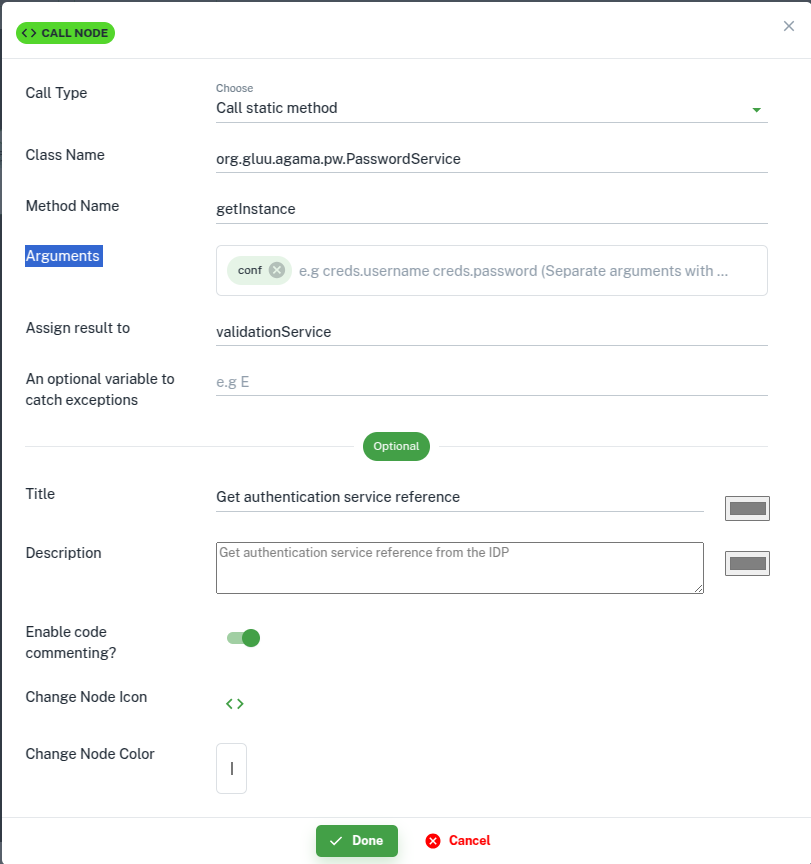 <> CALL NODE
Call Type
Choose
Call static method
Class Name
org.gluu.agama.pw.PasswordService
Method Name
getInstance
Arguments
conf e.g creds.username creds.password (Separate arguments with ...
Assign result to
validationService
An optional variable to
catch exceptions
e.g E
Optional
Title
Get authentication service reference
Description
Get authentication service reference from the IDP
Enable code
commenting?
Change Node Icon
<>
Change Node Color
Done
Cancel